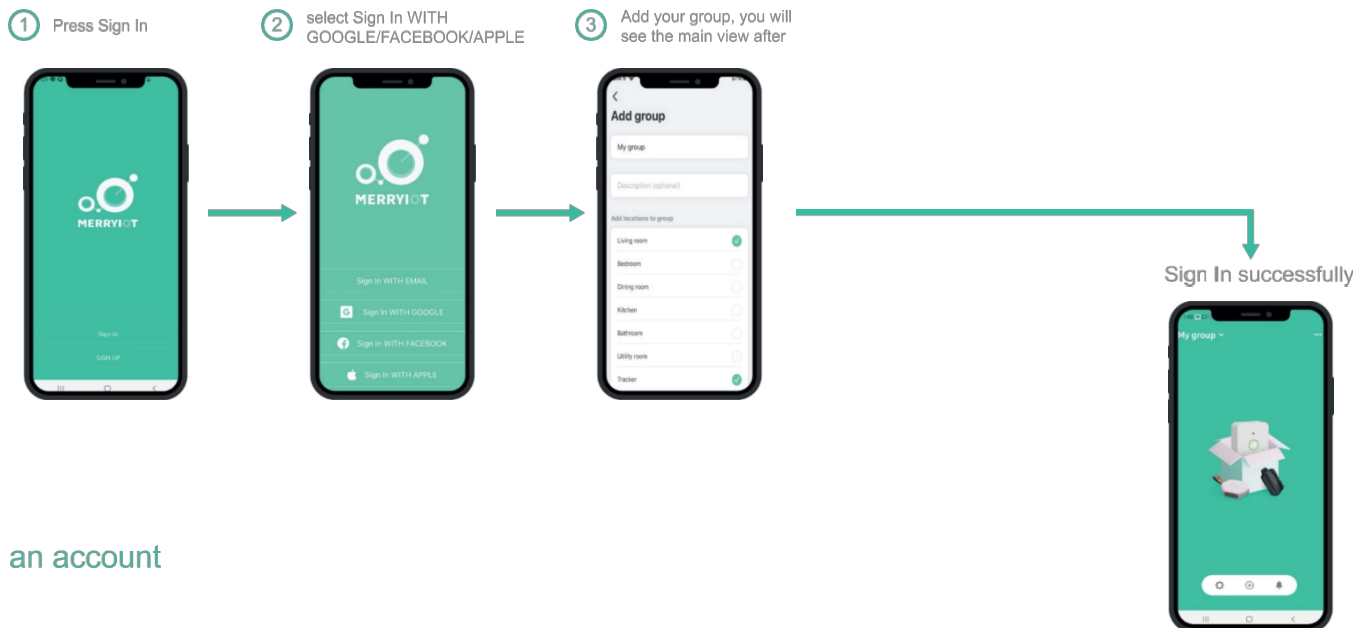 1 Press Sign In
2 select Sign In WITH
GOOGLE/FACEBOOK/APPLE
3 Add your group, you will
see the main view after
MERRYIOT
Sign In
SIGN UP
MERRYIOT
Sign In WITH EMAIL
G Sign In WITH GOOGLE
f Sign In WITH FACEBOOK
Sign In WITH APPLE
Add group
My group
Description (optional)
Add locations to group
Living room
Bedroom
Dining room
Kitchen
Bathroom
Utility room
Tracker
Sign In successfully
My group
an account